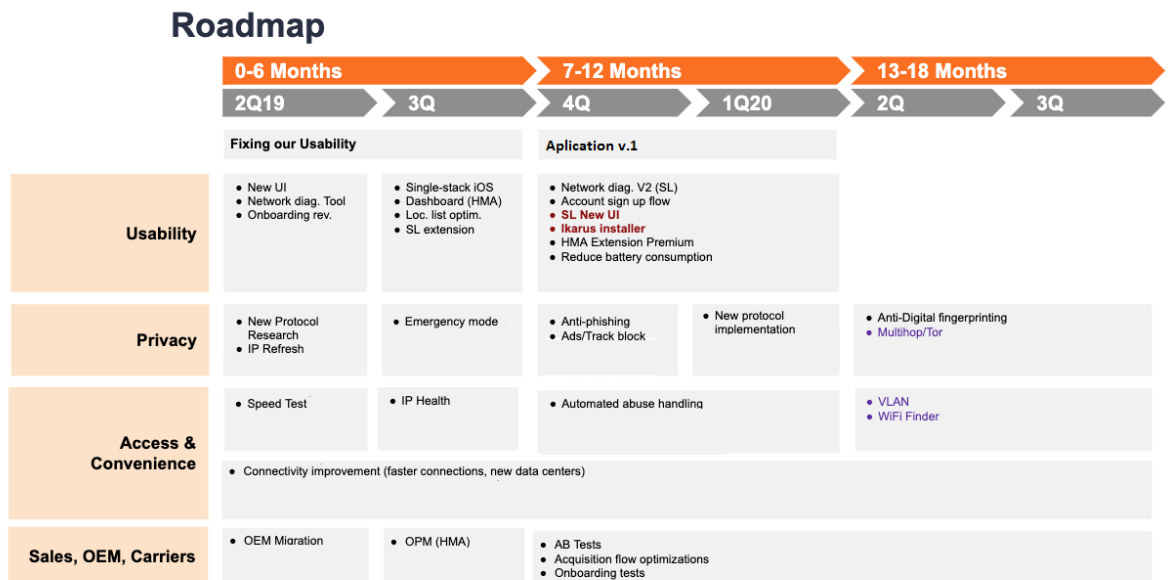 Roadmap
0-6 Months
7-12 Months
13-18 Months
2Q19
3Q
4Q
1Q20
2Q
3Q
Fixing our Usability
Aplication v.1
Usability
● New UI
● Network diag. Tool
● Onboarding rev.
● Single-stack iOS
● Dashboard (HMA)
● Loc. list optim.
● SL extension
● Network diag. V2 (SL)
● Account sign up flow
● SL New UI
● Ikarus installer
● HMA Extension Premium
● Reduce battery consumption
Privacy
● New Protocol
Research
● IP Refresh
● Emergency mode
● Anti-phishing
● Ads/Track block
● New protocol
implementation
● Anti-Digital fingerprinting
● Multihop/Tor
Access &
Convenience
● Speed Test
● IP Health
● Automated abuse handling
● VLAN
● WiFi Finder
● Connectivity improvement (faster connections, new data centers)
Sales, OEM, Carriers
● OEM Migration
● OPM (HMA)
● AB Tests
● Acquisition flow optimizations
● Onboarding tests